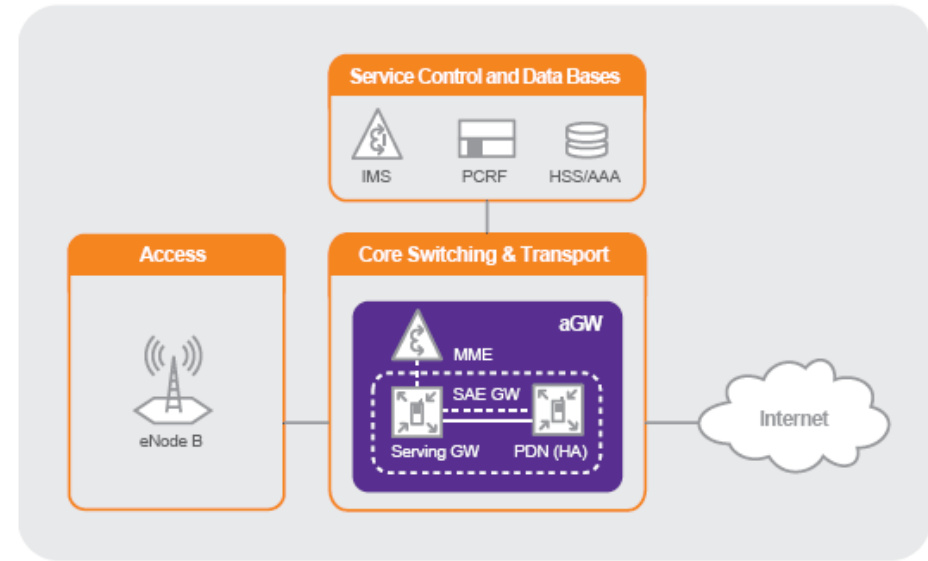 Service Control and Data Bases
IMS
PCRF
HSS/AAA
Access
eNode B
Core Switching & Transport
aGW
MME
SAE GW
Serving GW
PDN (HA)
Internet